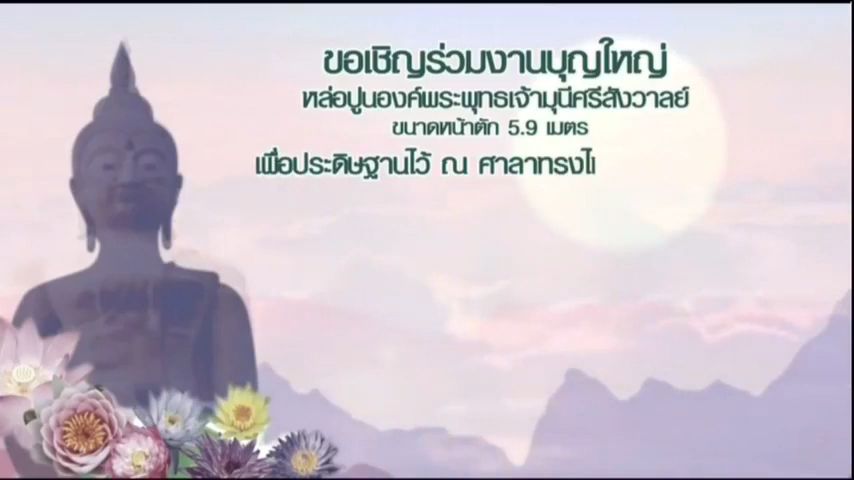 ขอเชิญร่วมงานบุญใหญ่
หล่อปูนองค์พระพุทธเจ้ามุนีศรีสังวาลย์
ขนาดหน้าตัก 5.9 เมตร
เพื่อประดิษฐานไว้ ณ ศาลาทรงไ